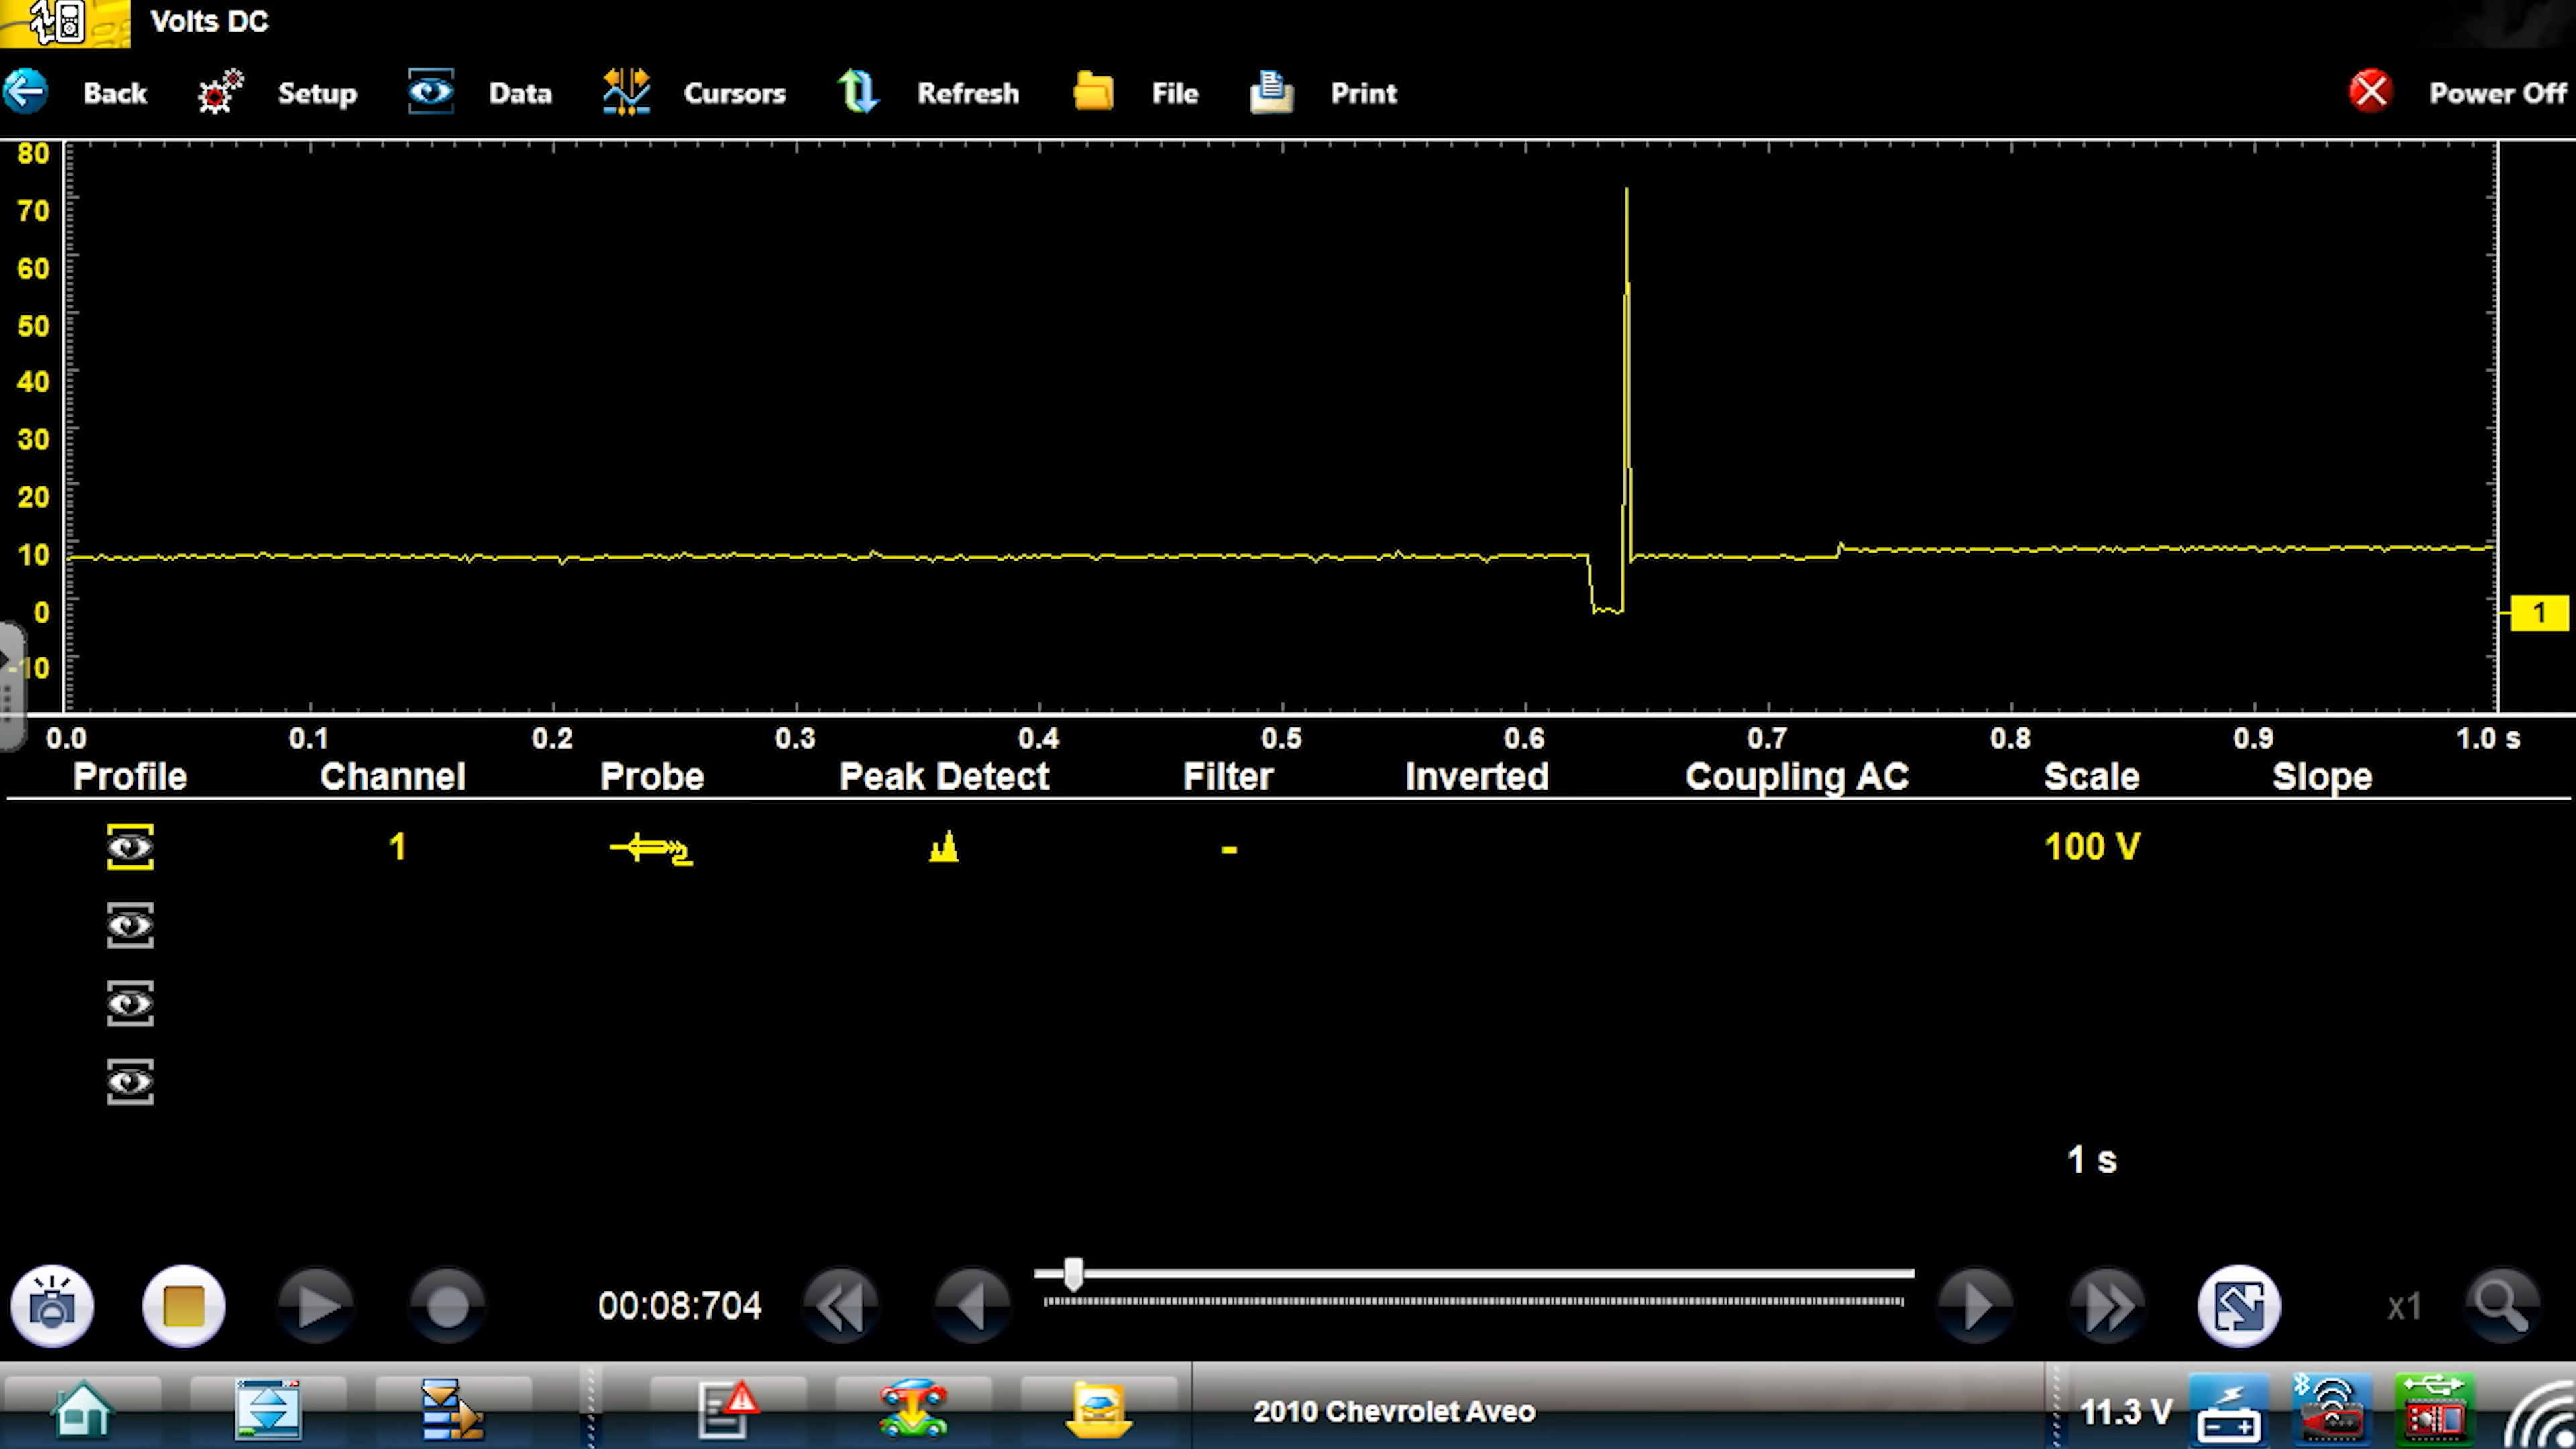 Volts DC
Back Setup Data Cursors Refresh File Print Power Off
80
70
60
50
40
30
20
10
0
-10
1
0.0 0.1 0.2 0.3 0.4 0.5 0.6 0.7 0.8 0.9 1.0 s
Profile Channel Probe Peak Detect Filter Inverted Coupling AC Scale Slope
1 - 100 V
1 s
00:08:704 x1
2010 Chevrolet Aveo 11.3 V